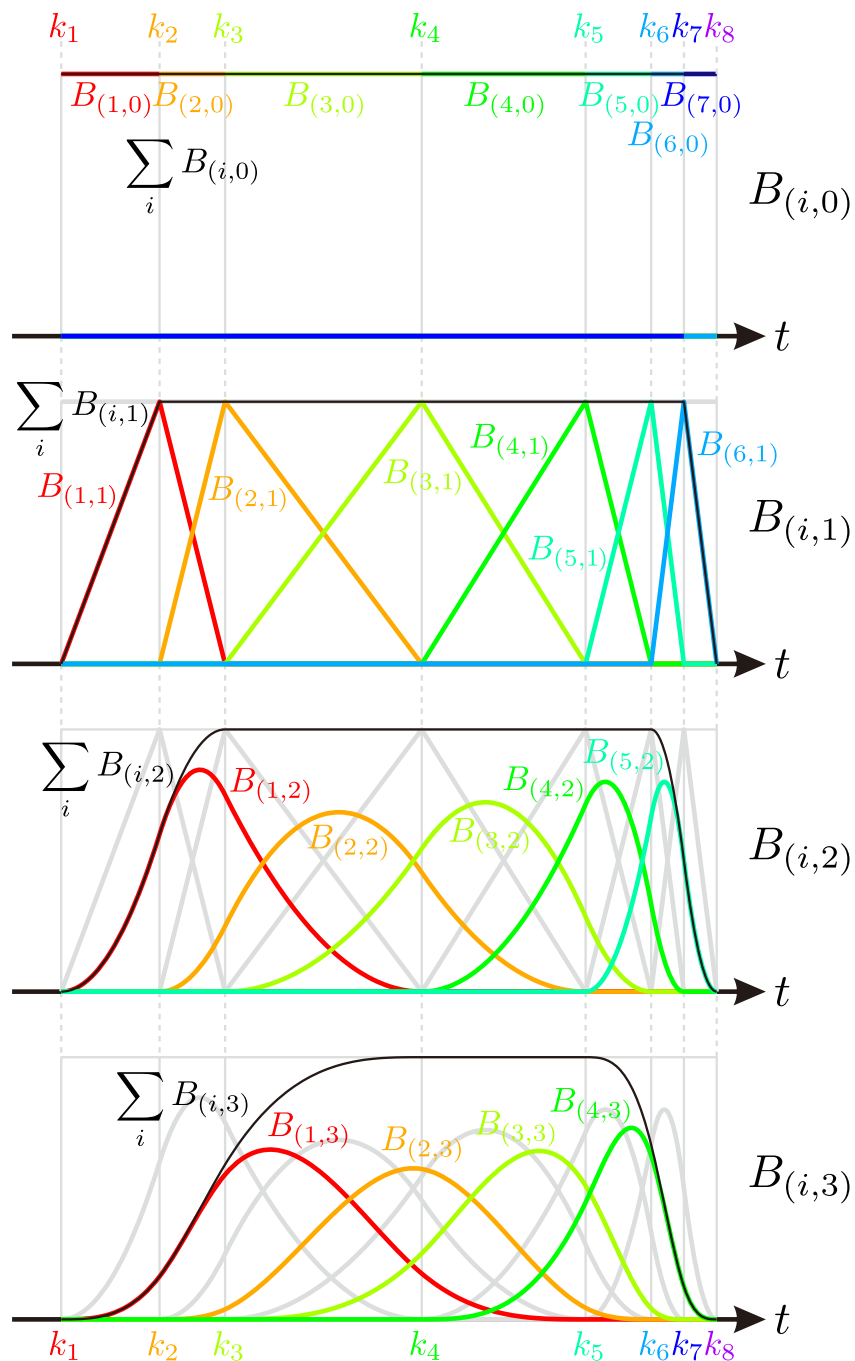 k₁ k₂ k₃ k₄ k₅ k₆ k₇ k₈
B₍₁,₀₎ B₍₂,₀₎ B₍₃,₀₎ B₍₄,₀₎ B₍₅,₀₎ B₍₇,₀₎
B₍₆,₀₎
∑ᵢ B₍ᵢ,₀₎
B₍ᵢ,₀₎
t
∑ᵢ B₍ᵢ,₁₎
B₍₄,₁₎ B₍₆,₁₎
B₍₁,₁₎ B₍₂,₁₎ B₍₃,₁₎
B₍ᵢ,₁₎
B₍₅,₁₎
t
∑ᵢ B₍ᵢ,₂₎ B₍₁,₂₎ B₍₄,₂₎ B₍₅,₂₎
B₍₂,₂₎ B₍₃,₂₎
B₍ᵢ,₂₎
t
∑ᵢ B₍ᵢ,₃₎ B₍₄,₃₎
B₍₁,₃₎ B₍₂,₃₎ B₍₃,₃₎
B₍ᵢ,₃₎
t
k₁ k₂ k₃ k₄ k₅ k₆ k₇ k₈